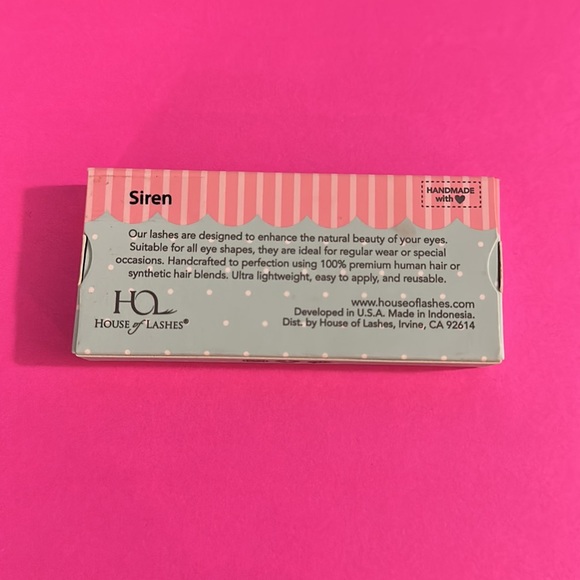 Siren
HANDMADE
with♥
Our lashes are designed to enhance the natural beauty of your eyes.
Suitable for all eye shapes, they are ideal for regular wear or special
occasions. Handcrafted to perfection using 100% premium human hair or
synthetic hair blends. Ultra lightweight, easy to apply, and reusable.
HOL
HOUSE of LASHES®
www.houseoflashes.com
Developed in U.S.A. Made in Indonesia.
Dist. by House of Lashes, Irvine, CA 92614